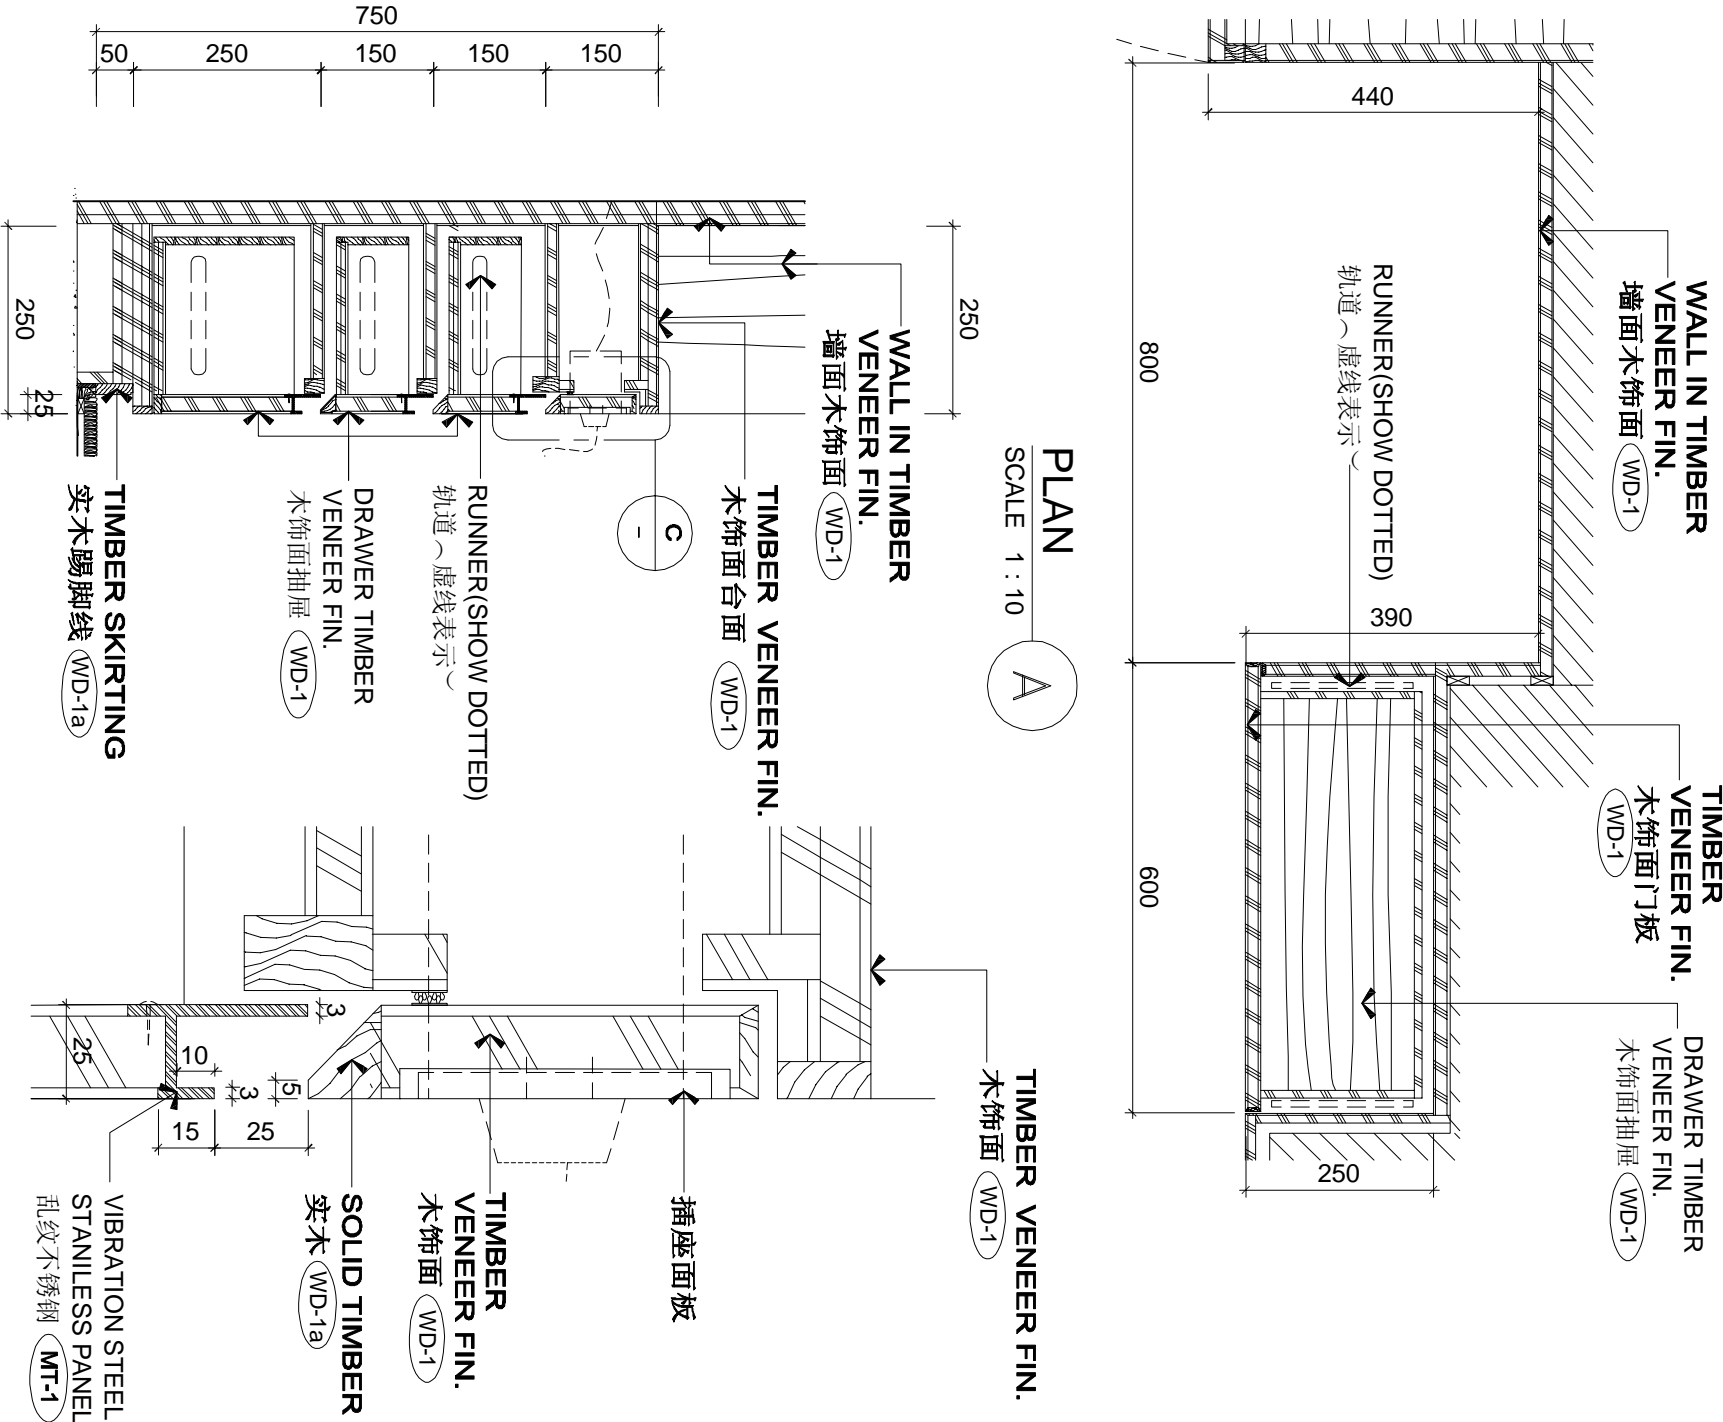 750
50
250
150
150
150
250
25
250
WALL IN TIMBER
VENEER FIN.
墙面木饰面 WD-1
TIMBER VENEER FIN.
木饰面台面 WD-1
C
-
RUNNER(SHOW DOTTED)
轨道︵虚线表示︵
DRAWER TIMBER
VENEER FIN.
木饰面抽屉 WD-1
TIMBER SKIRTING
实木踢脚线 WD-1a
440
800
390
600
250
WALL IN TIMBER
VENEER FIN.
墙面木饰面 WD-1
RUNNER(SHOW DOTTED)
轨道︵虚线表示︵
TIMBER
VENEER FIN.
木饰面门板
WD-1
DRAWER TIMBER
VENEER FIN.
木饰面抽屉 WD-1
PLAN
SCALE 1 : 10
A
3
25
10
3
5
15
25
TIMBER VENEER FIN.
木饰面 WD-1
插座面板
TIMBER
VENEER FIN.
木饰面 WD-1
SOLID TIMBER
实木 WD-1a
VIBRATION STEEL
STANILESS PANEL
乱纹不锈钢 MT-1